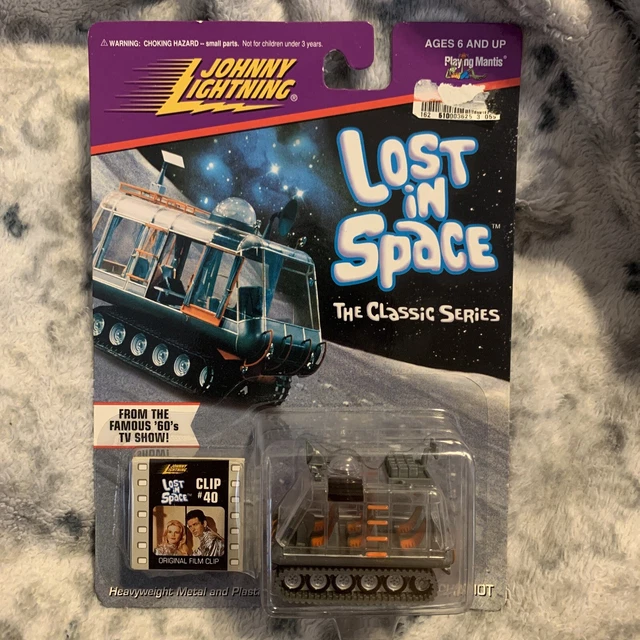 ⚠ WARNING: CHOKING HAZARD – small parts. Not for children under 3 years.
AGES 6 AND UP
Playing Mantis®
JOHNNY
LIGHTNING®
LOST
IN
SPACE™
THE CLASSIC SERIES
FROM THE
FAMOUS '60's
TV SHOW!
JOHNNY
LIGHTNING
LOST
IN
SPACE
CLIP
#40
ORIGINAL FILM CLIP
Heavyweight Metal and Plast